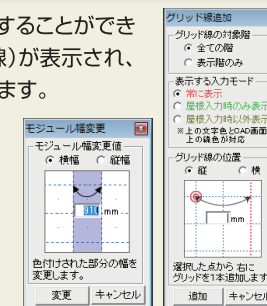 することができ
線)が表示され、
ます。
モジュール幅変更
モジュール幅変更値
横幅
縦幅
910 mm
色付けされた部分の幅を
変更します。
変更
キャンセル
グリッド線追加
グリッド線の対象階
全ての階
表示階のみ
表示する入力モード
常に表示
屋根入力時のみ表示
屋根入力時以外表示
※上の文字色とCAD画面
上の線色が対応
グリッド線の位置
縦
横
mm
選択した点から 右に
グリッドを1本追加します
追加
キャンセ